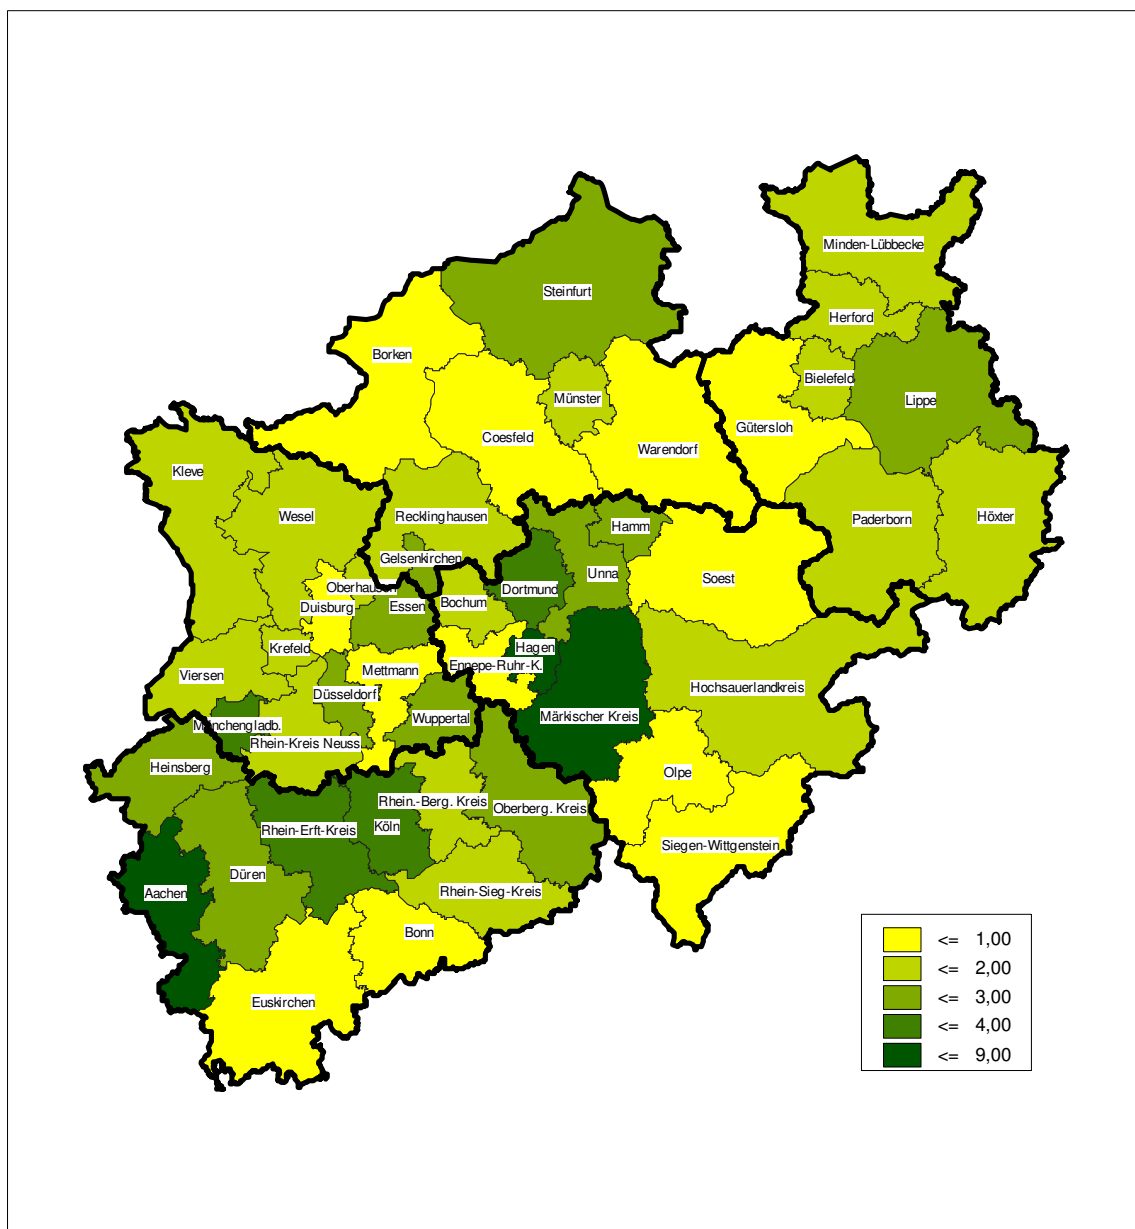 Minden-Lübbecke
Steinfurt
Herford
Borken
Bielefeld
Münster
Lippe
Gütersloh
Coesfeld
Warendorf
Kleve
Wesel
Recklinghausen
Höxter
Paderborn
Hamm
Gelsenkirchen
Unna
Soest
Oberhausen
Dortmund
Duisburg
Essen
Bochum
Krefeld
Hagen
Ennepe-Ruhr-K.
Mettmann
Viersen
Hochsauerlandkreis
Düsseldorf
Wuppertal
Märkischer Kreis
Mönchengladb.
Rhein-Kreis Neuss
Heinsberg
Olpe
Rhein.-Berg. Kreis
Oberberg. Kreis
Rhein-Erft-Kreis
Köln
Siegen-Wittgenstein
Düren
Aachen
Rhein-Sieg-Kreis
Bonn
Euskirchen
<= 1,00
<= 2,00
<= 3,00
<= 4,00
<= 9,00